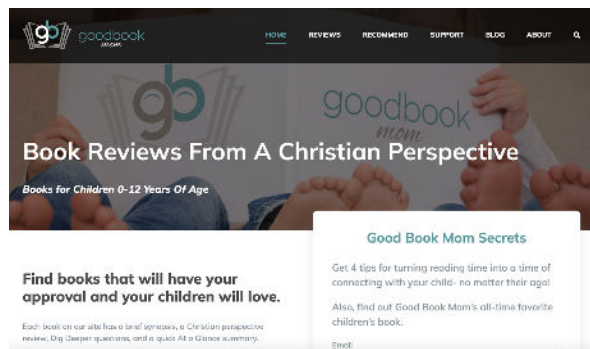 gb goodbook
mom
HOME REVIEWS RECOMMEND SUPPORT BLOG ABOUT
gb goodbook
mom
Book Reviews From A Christian Perspective
Books for Children 0-12 Years Of Age
Good Book Mom Secrets
Get 4 tips for turning reading time into a time of
connecting with your child- no matter their age!
Also, find out Good Book Mom's all-time favorite
children's book.
Email
Find books that will have your
approval and your children will love.
Each book on our site has a brief synopsis, a Christian perspective
review, Dig Deeper questions, and a quick At a Glance summary.